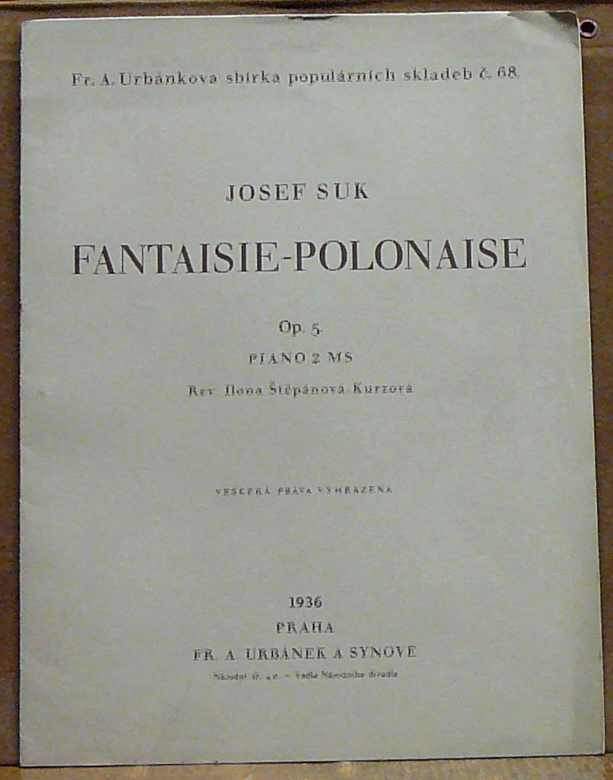 Fr. A. Urbánkova sbírka populárních skladeb č. 68.
JOSEF SUK
FANTAISIE-POLONAISE
Op. 5.
PIANO 2 MS
Rev. Ilona Štěpánová-Kurzová
VEŠKERÁ PRÁVA VYHRAZENA
1936
PRAHA
FR. A. URBÁNEK A SYNOVÉ
Národní tř. – Vedle Národního divadla